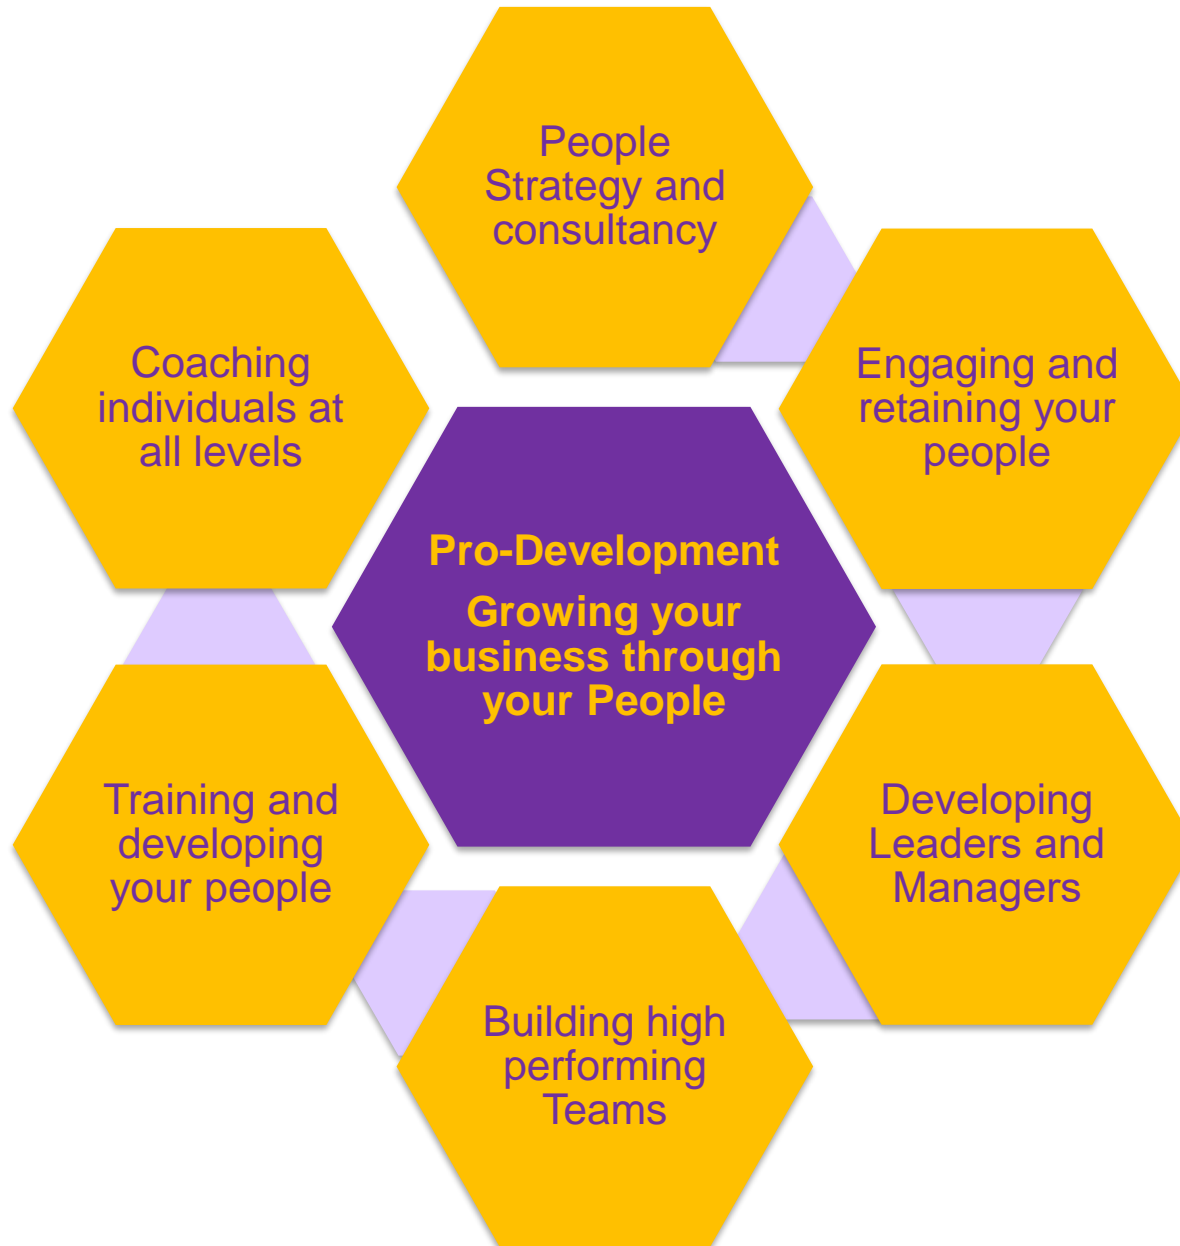 People
Strategy and
consultancy
Engaging and
retaining your
people
Developing
Leaders and
Managers
Building high
performing
Teams
Training and
developing
your people
Coaching
individuals at
all levels
Pro-Development
Growing your
business through
your People